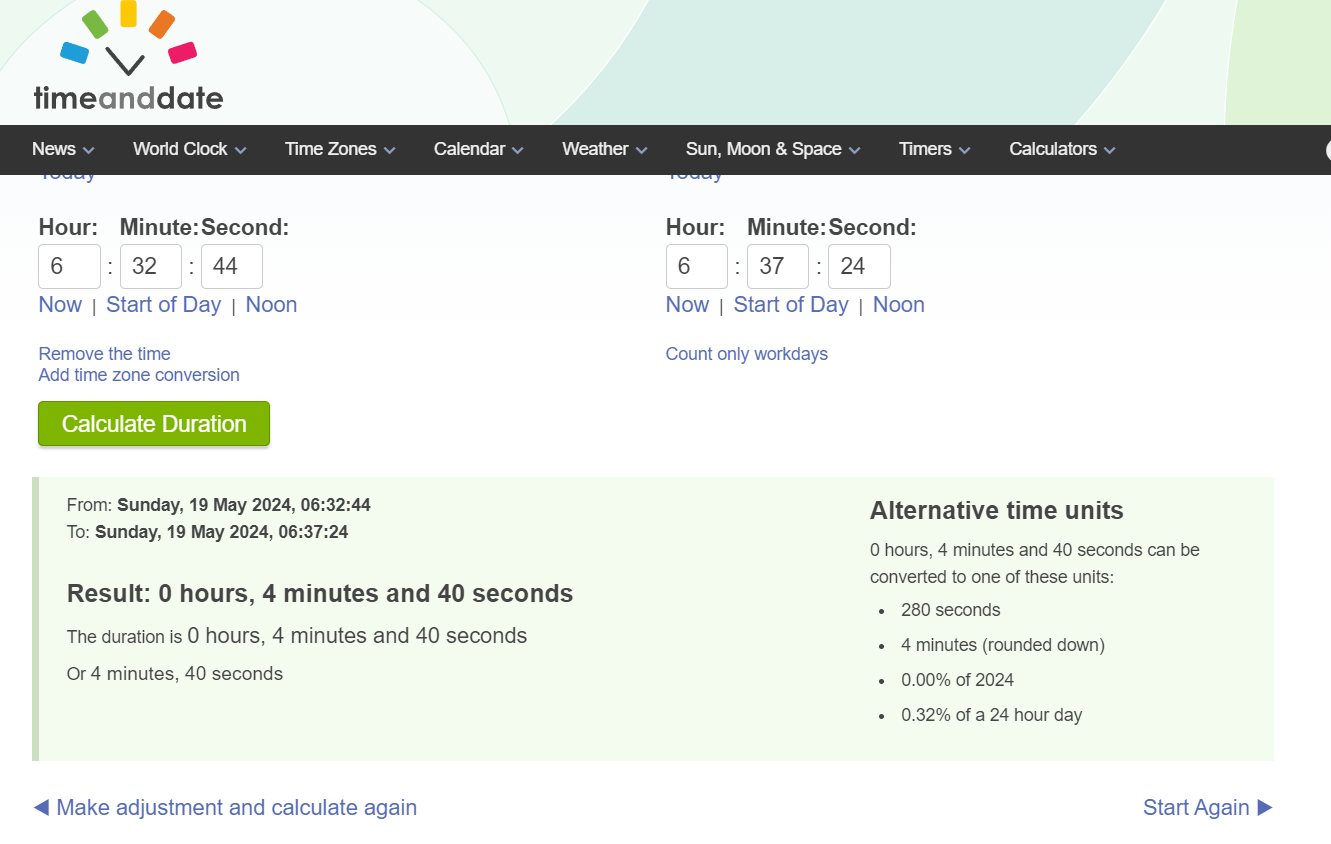 timeanddate
News World Clock Time Zones Calendar Weather Sun, Moon & Space Timers Calculators
Today Today
Hour: Minute: Second: Hour: Minute: Second:
6 : 32 : 44 6 : 37 : 24
Now | Start of Day | Noon Now | Start of Day | Noon
Remove the time Count only workdays
Add time zone conversion
Calculate Duration
From: Sunday, 19 May 2024, 06:32:44
To: Sunday, 19 May 2024, 06:37:24
Result: 0 hours, 4 minutes and 40 seconds
The duration is 0 hours, 4 minutes and 40 seconds
Or 4 minutes, 40 seconds
Alternative time units
0 hours, 4 minutes and 40 seconds can be
converted to one of these units:
• 280 seconds
• 4 minutes (rounded down)
• 0.00% of 2024
• 0.32% of a 24 hour day
◀ Make adjustment and calculate again Start Again ▶